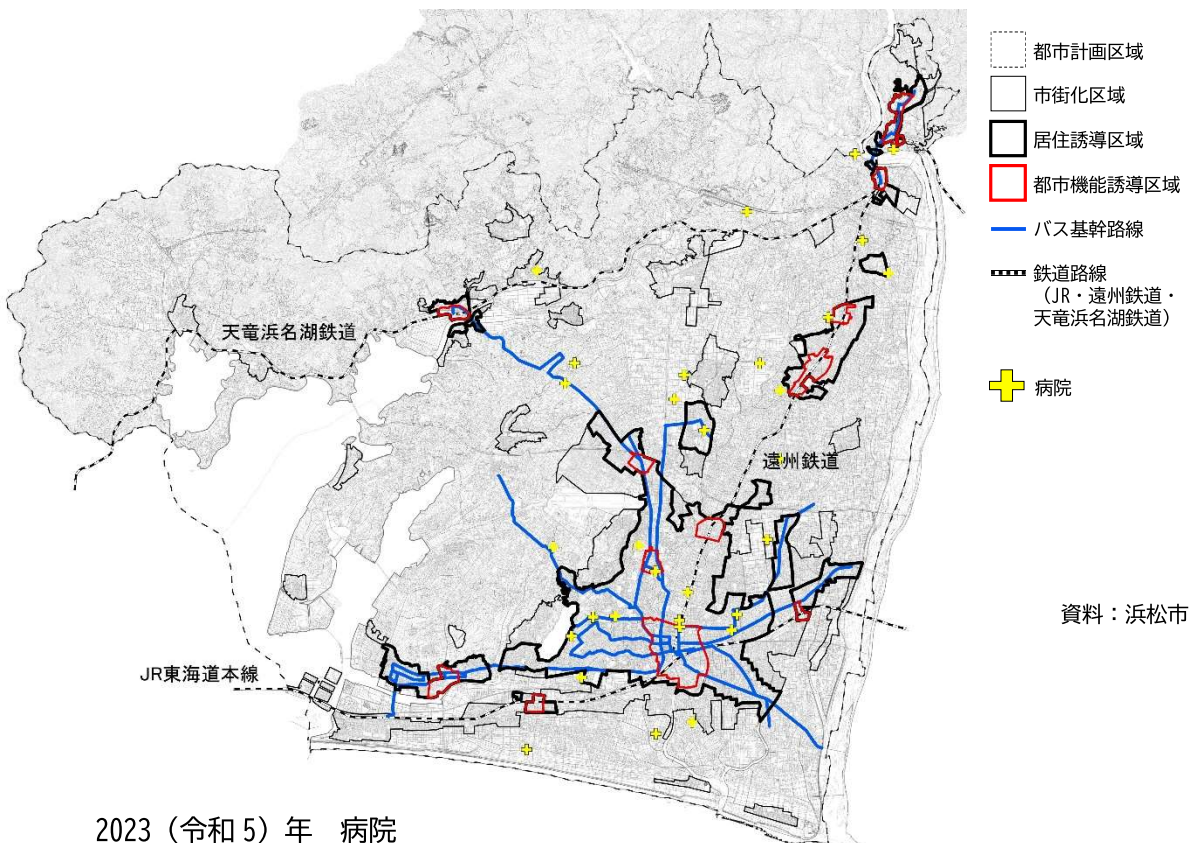 都市計画区域
市街化区域
居住誘導区域
都市機能誘導区域
バス基幹路線
鉄道路線
（JR・遠州鉄道・
天竜浜名湖鉄道）
病院
天竜浜名湖鉄道
遠州鉄道
資料：浜松市
JR東海道本線
2023（令和5）年　病院